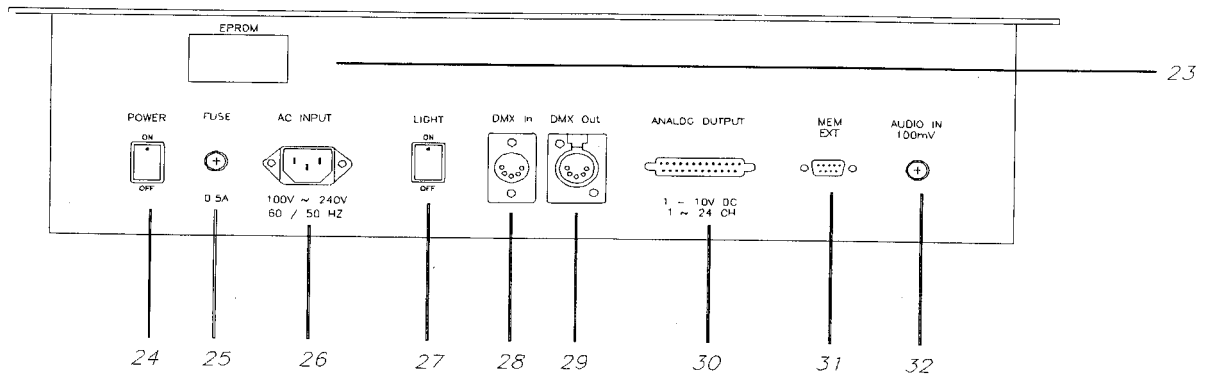 EPROM
23
POWER
FUSE
AC INPUT
LIGHT
DMX In
DMX Out
ANALOG OUTPUT
MEM
EXT
AUDIO IN
100mV
ON
ON
OFF
0 5A
100V ~ 240V
60 / 50 HZ
OFF
1 - 10V DC
1 ~ 24 CH
24
25
26
27
28
29
30
31
32